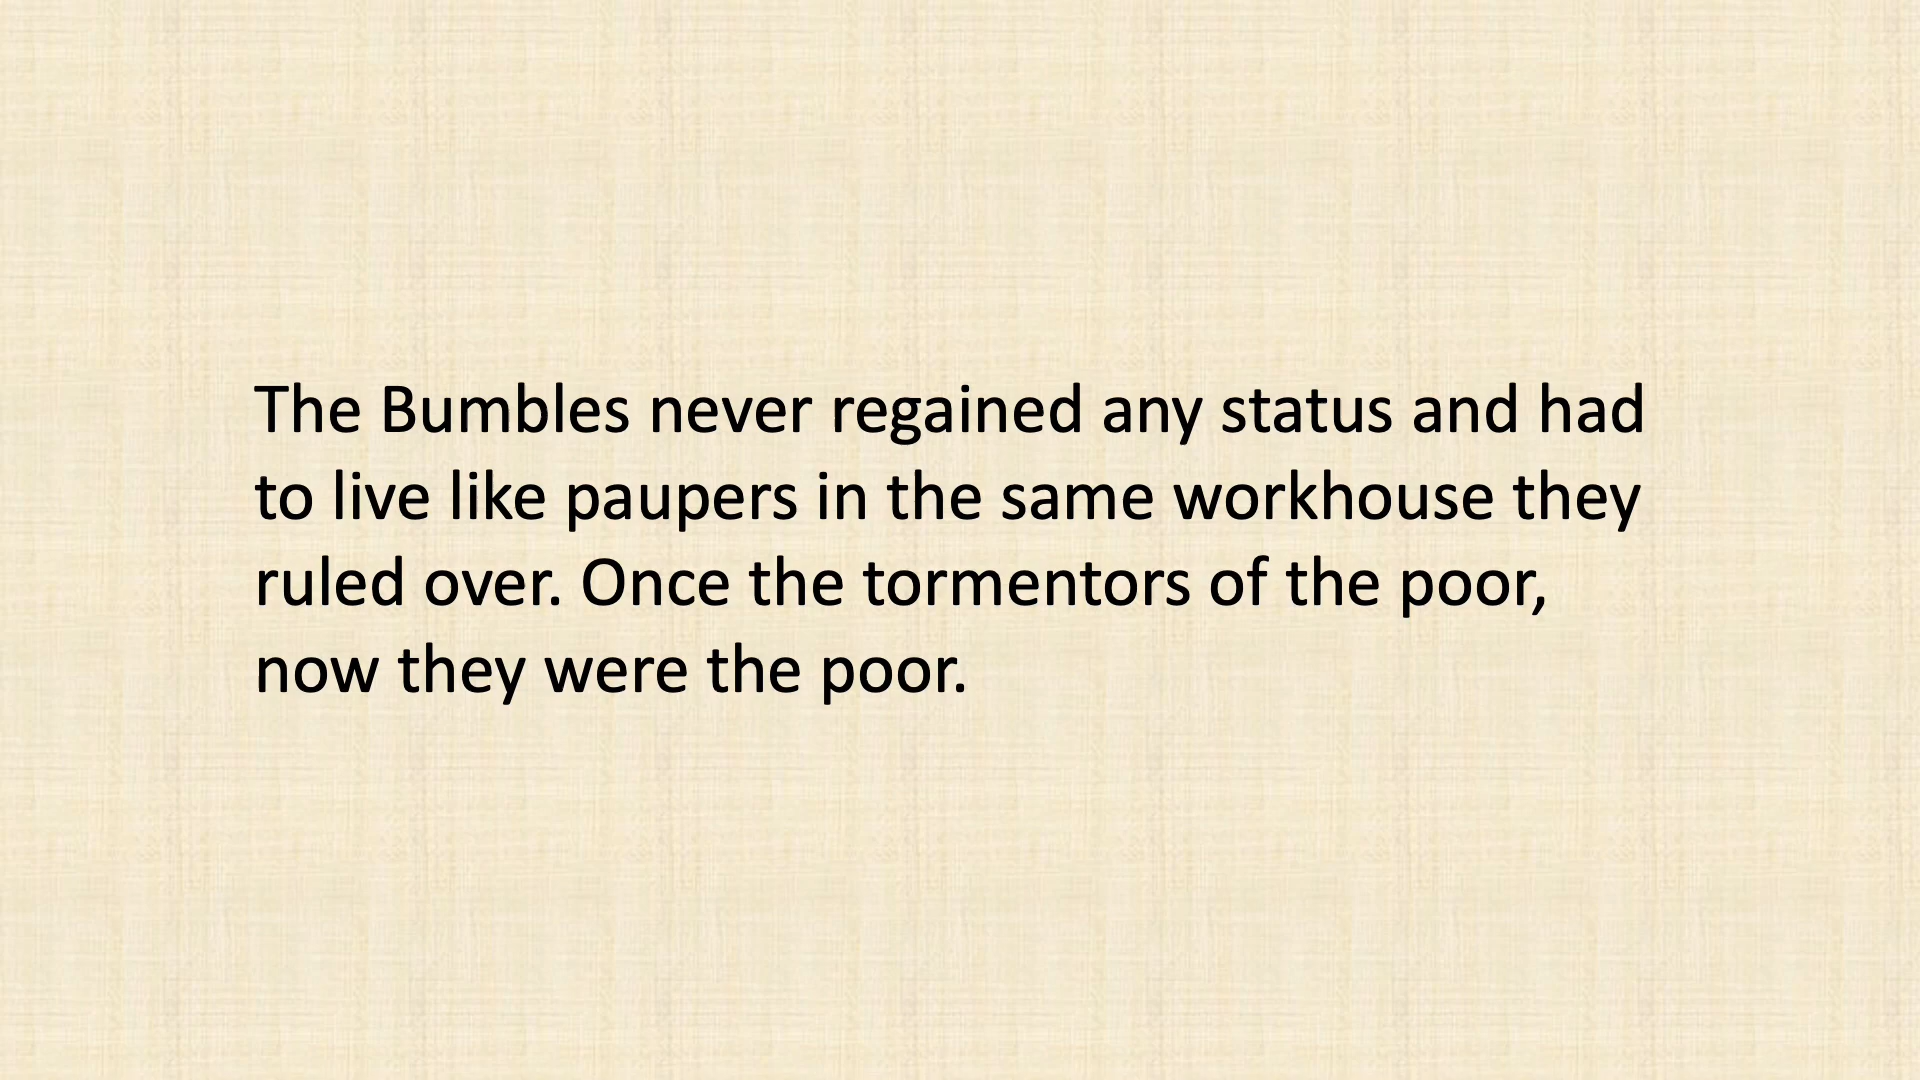 The Bumbles never regained any status and had
to live like paupers in the same workhouse they
ruled over. Once the tormentors of the poor,
now they were the poor.